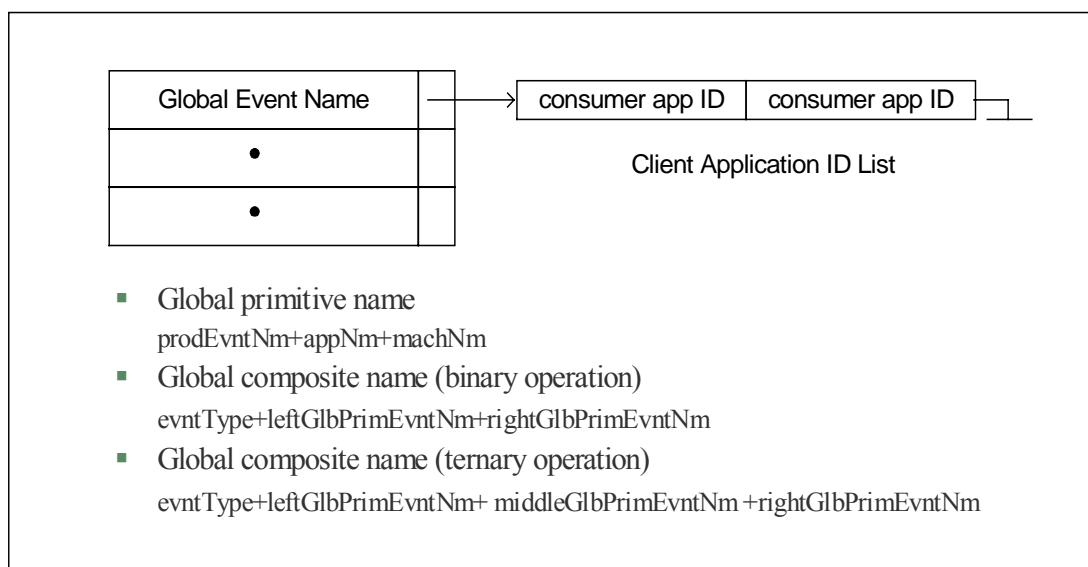 Global Event Name
consumer app ID consumer app ID
Client Application ID List
Global primitive name
prodEvntNm+appNm+machNm
Global composite name (binary operation)
evntType+leftGlbPrimEvntNm+rightGlbPrimEvntNm
Global composite name (ternary operation)
evntType+leftGlbPrimEvntNm+ middleGlbPrimEvntNm +rightGlbPrimEvntNm